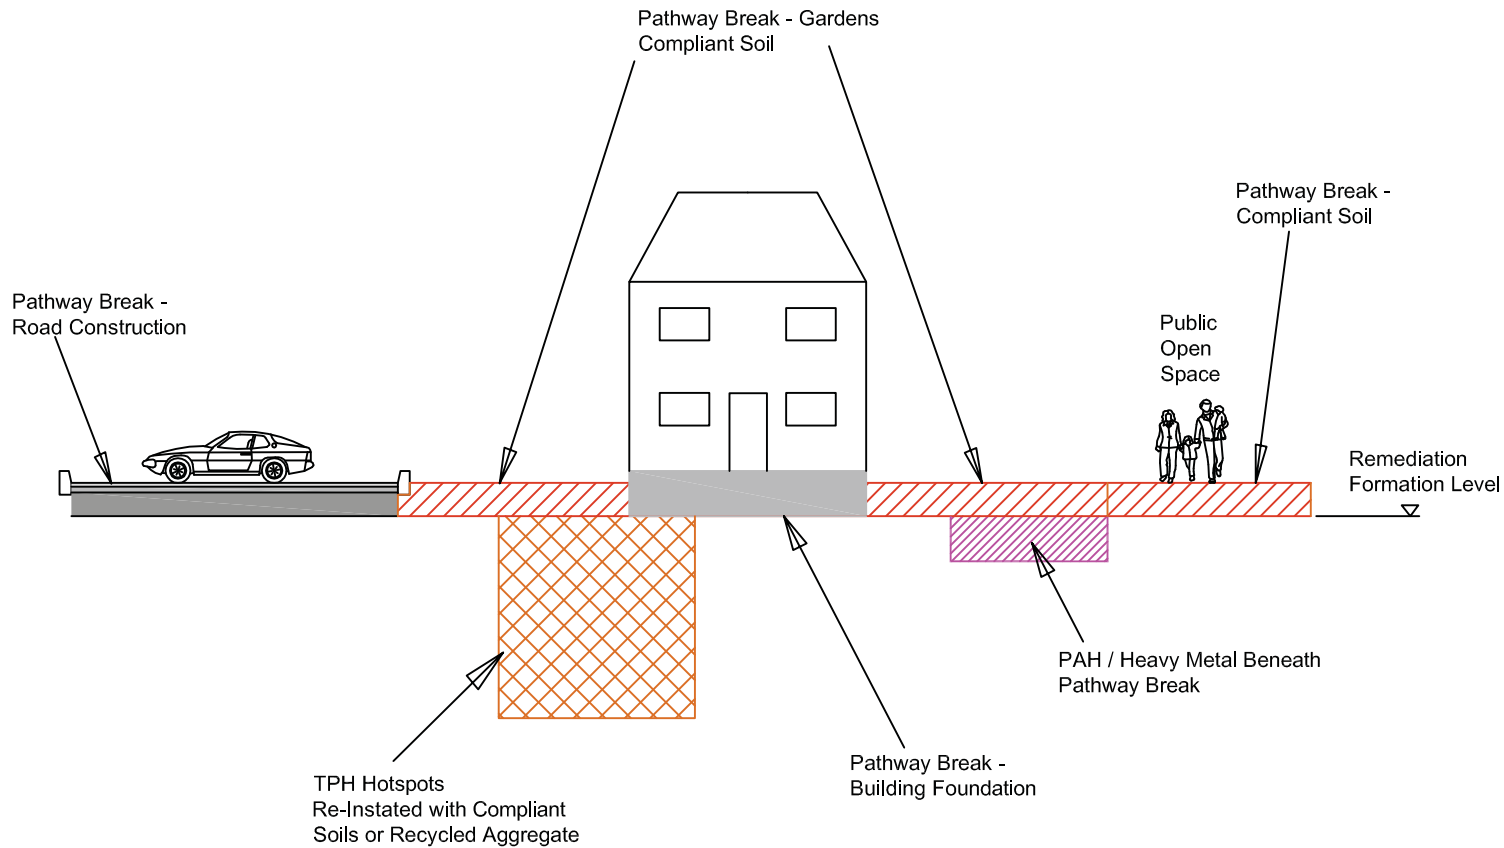 Pathway Break - Gardens
Compliant Soil
Pathway Break -
Compliant Soil
Pathway Break -
Road Construction
Public
Open
Space
Remediation
Formation Level
PAH / Heavy Metal Beneath
Pathway Break
Pathway Break -
Building Foundation
TPH Hotspots
Re-Instated with Compliant
Soils or Recycled Aggregate